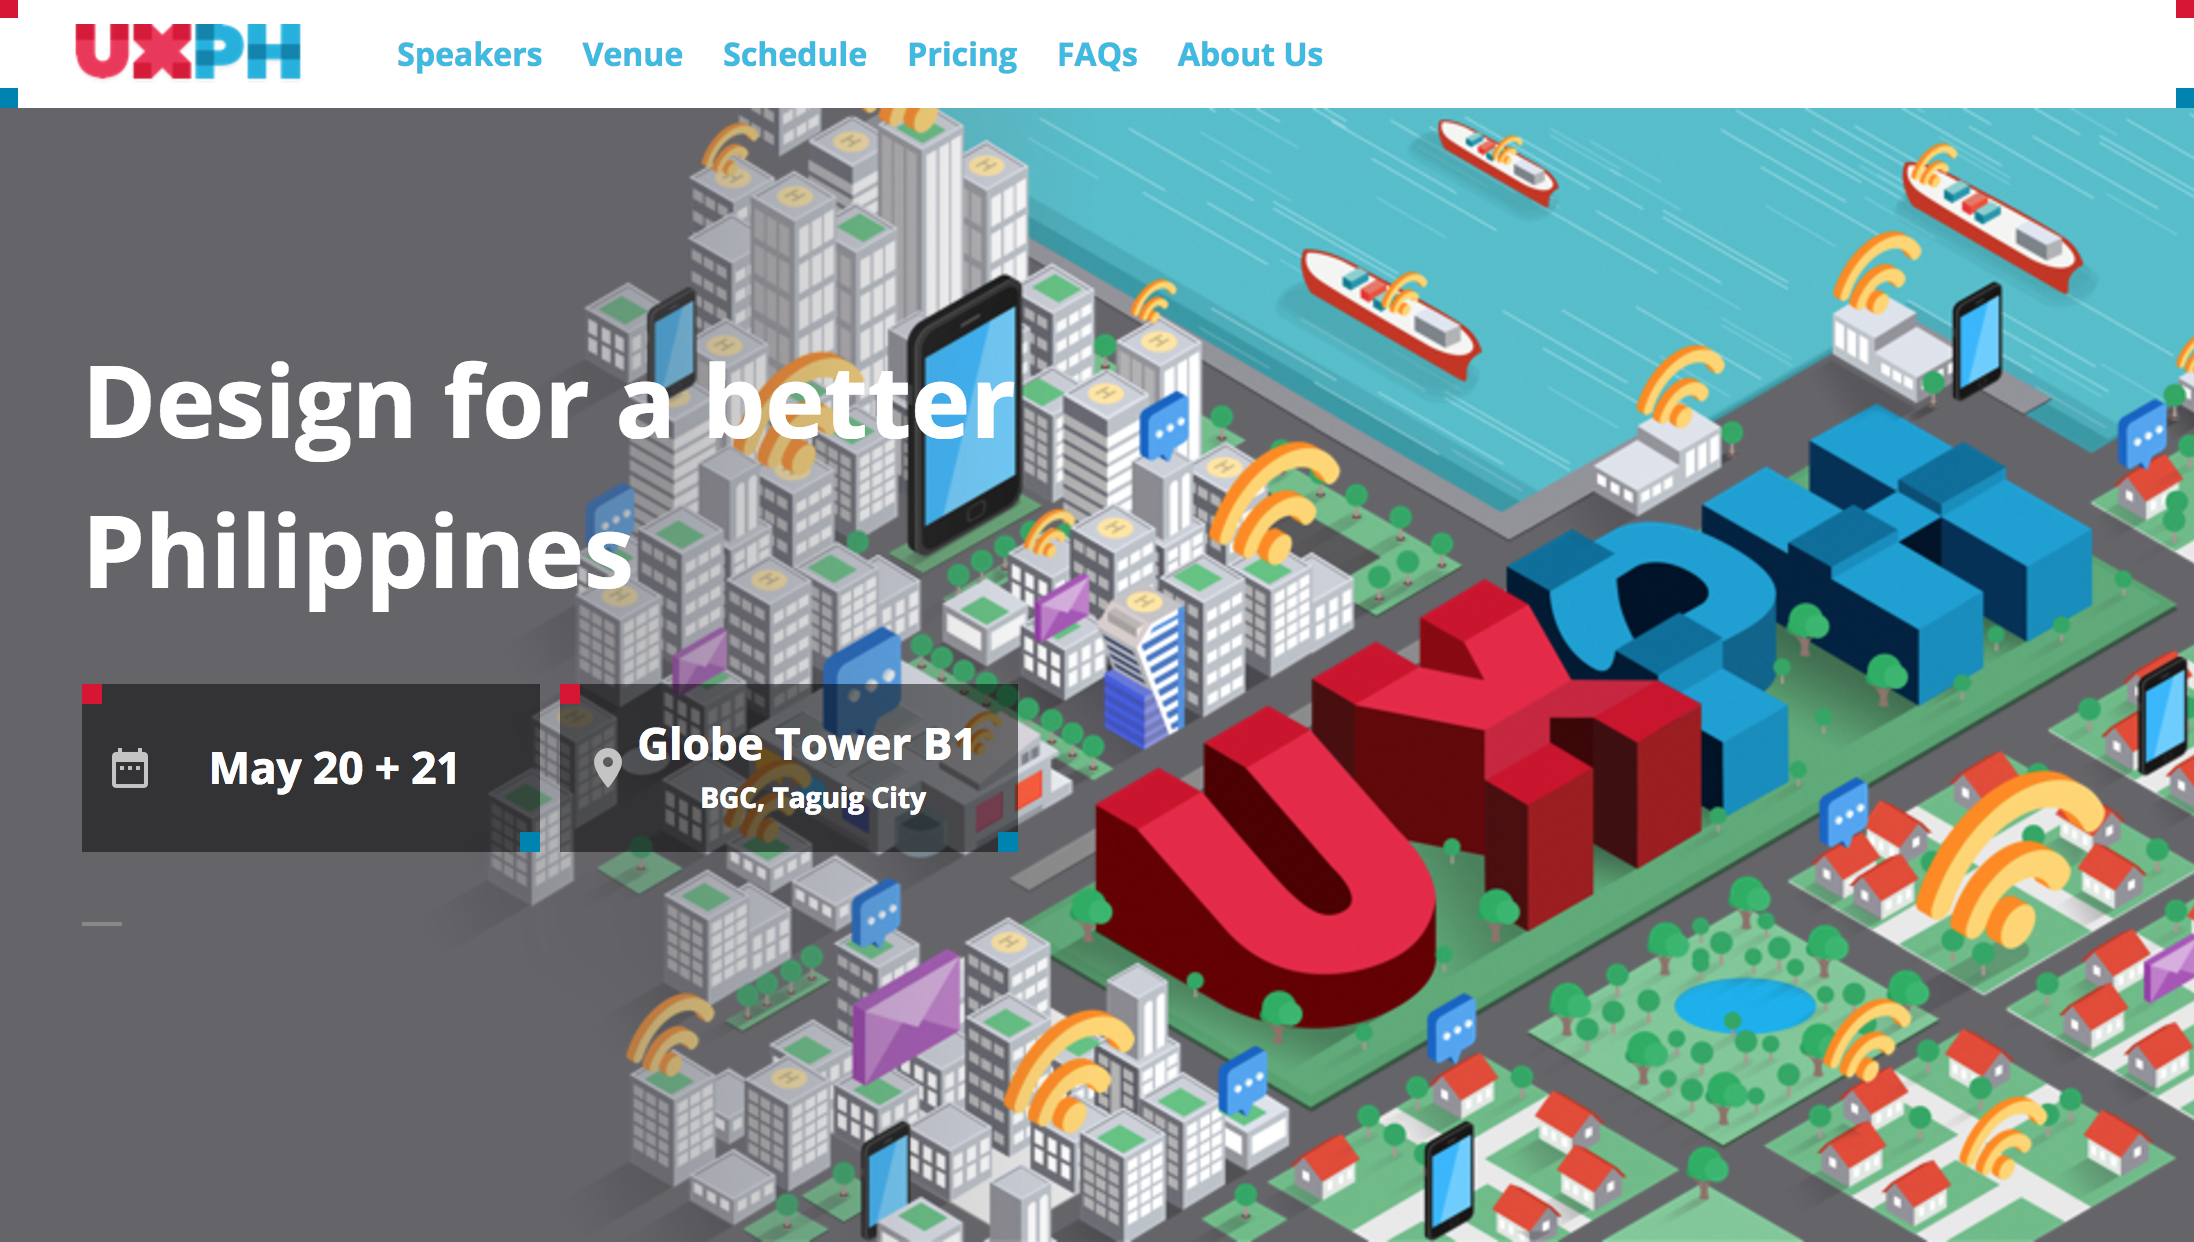 UXPH
Speakers Venue Schedule Pricing FAQs About Us
Design for a better
Philippines
May 20 + 21
Globe Tower B1
BGC, Taguig City
UXPH